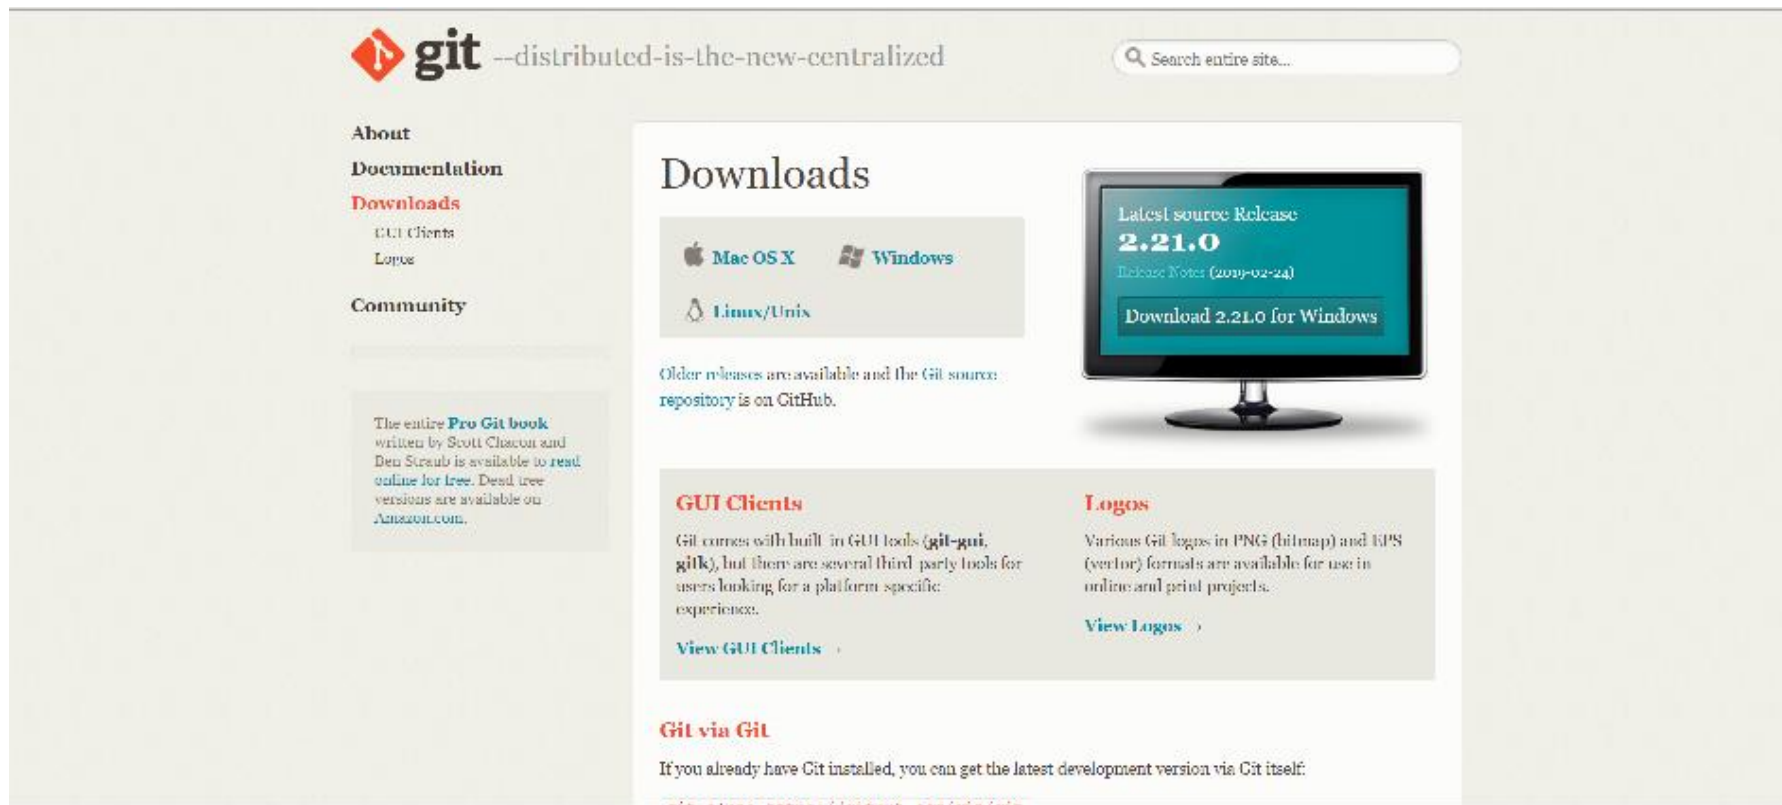 git --distributed-is-the-new-centralized
Search entire site...
About
Documentation
Downloads
GUI Clients
Logos
Community
The entire Pro Git book
written by Scott Chacon and
Ben Straub is available to read
online for free. Dead tree
versions are available on
Amazon.com.
Downloads
Mac OS X
Windows
Linux/Unix
Older releases are available and the Git source
repository is on GitHub.
Latest source Release
2.21.0
Release Notes (2019-02-24)
Download 2.21.0 for Windows
GUI Clients
Git comes with built-in GUI tools (git-gui,
gitk), but there are several third-party tools for
users looking for a platform-specific
experience.
View GUI Clients →
Logos
Various Git logos in PNG (bitmap) and EPS
(vector) formats are available for use in
online and print projects.
View Logos →
Git via Git
If you already have Git installed, you can get the latest development version via Git itself: